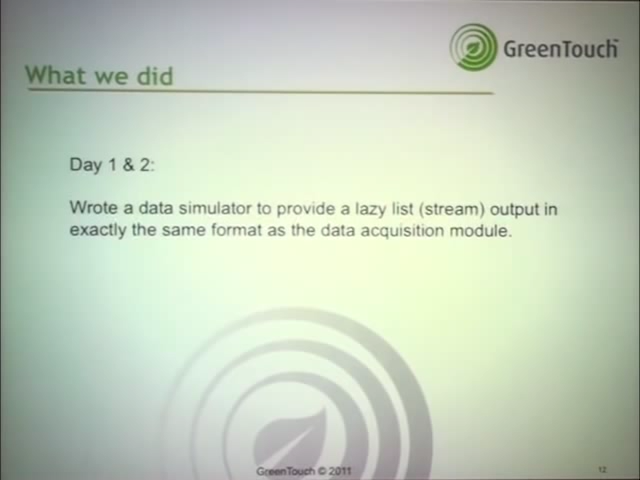 GreenTouch™
What we did
Day 1 & 2:
Wrote a data simulator to provide a lazy list (stream) output in
exactly the same format as the data acquisition module.
GreenTouch © 2011
12